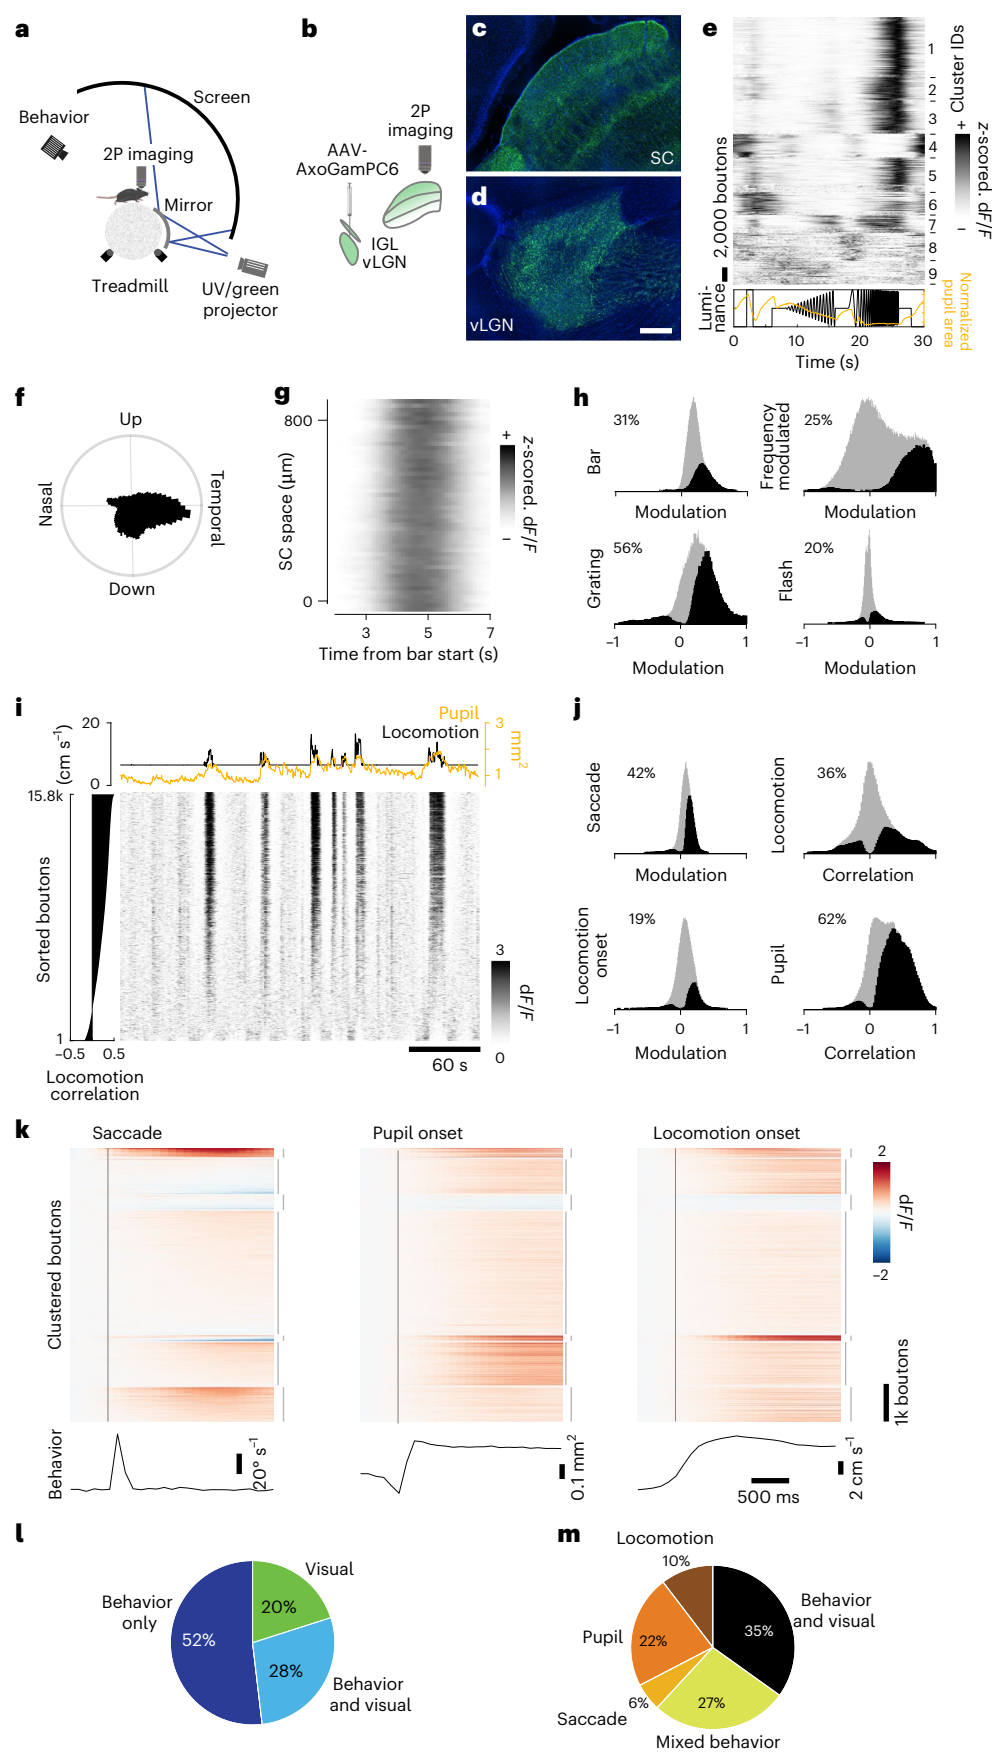 a
Screen
Behavior
2P imaging
Mirror
Treadmill
UV/green
projector
b
2P
imaging
AAV-
AxoGamPC6
IGL
vLGN
c
SC
d
vLGN
e
Cluster IDs
1
2
3
4
5
6
7
8
9
2,000 boutons
+
−
z-scored. dF/F
Lumi-
nance
Normalized
pupil area
0
10
20
30
Time (s)
f
Up
Nasal
Temporal
Down
g
800
0
SC space (µm)
3
5
7
Time from bar start (s)
+
−
z-scored. dF/F
h
31%
Bar
Modulation
25%
Frequency
modulated
Modulation
56%
Grating
−1
0
1
Modulation
20%
Flash
−1
0
1
Modulation
i
20
0
(cm s⁻¹)
Pupil
Locomotion
3
1
mm²
15.8k
1
Sorted boutons
−0.5
0.5
Locomotion
correlation
60 s
3
0
dF/F
j
42%
Saccade
Modulation
36%
Locomotion
Correlation
19%
Locomotion
onset
−1
0
1
Modulation
62%
Pupil
−1
0
1
Correlation
k
Saccade
Pupil onset
Locomotion onset
Clustered boutons
2
−2
dF/F
1k boutons
Behavior
20° s⁻¹
0.1 mm²
500 ms
2 cm s⁻¹
l
Visual
20%
Behavior
only
52%
28%
Behavior
and visual
m
Locomotion
10%
Behavior
and visual
35%
Pupil
22%
6%
Saccade
27%
Mixed behavior